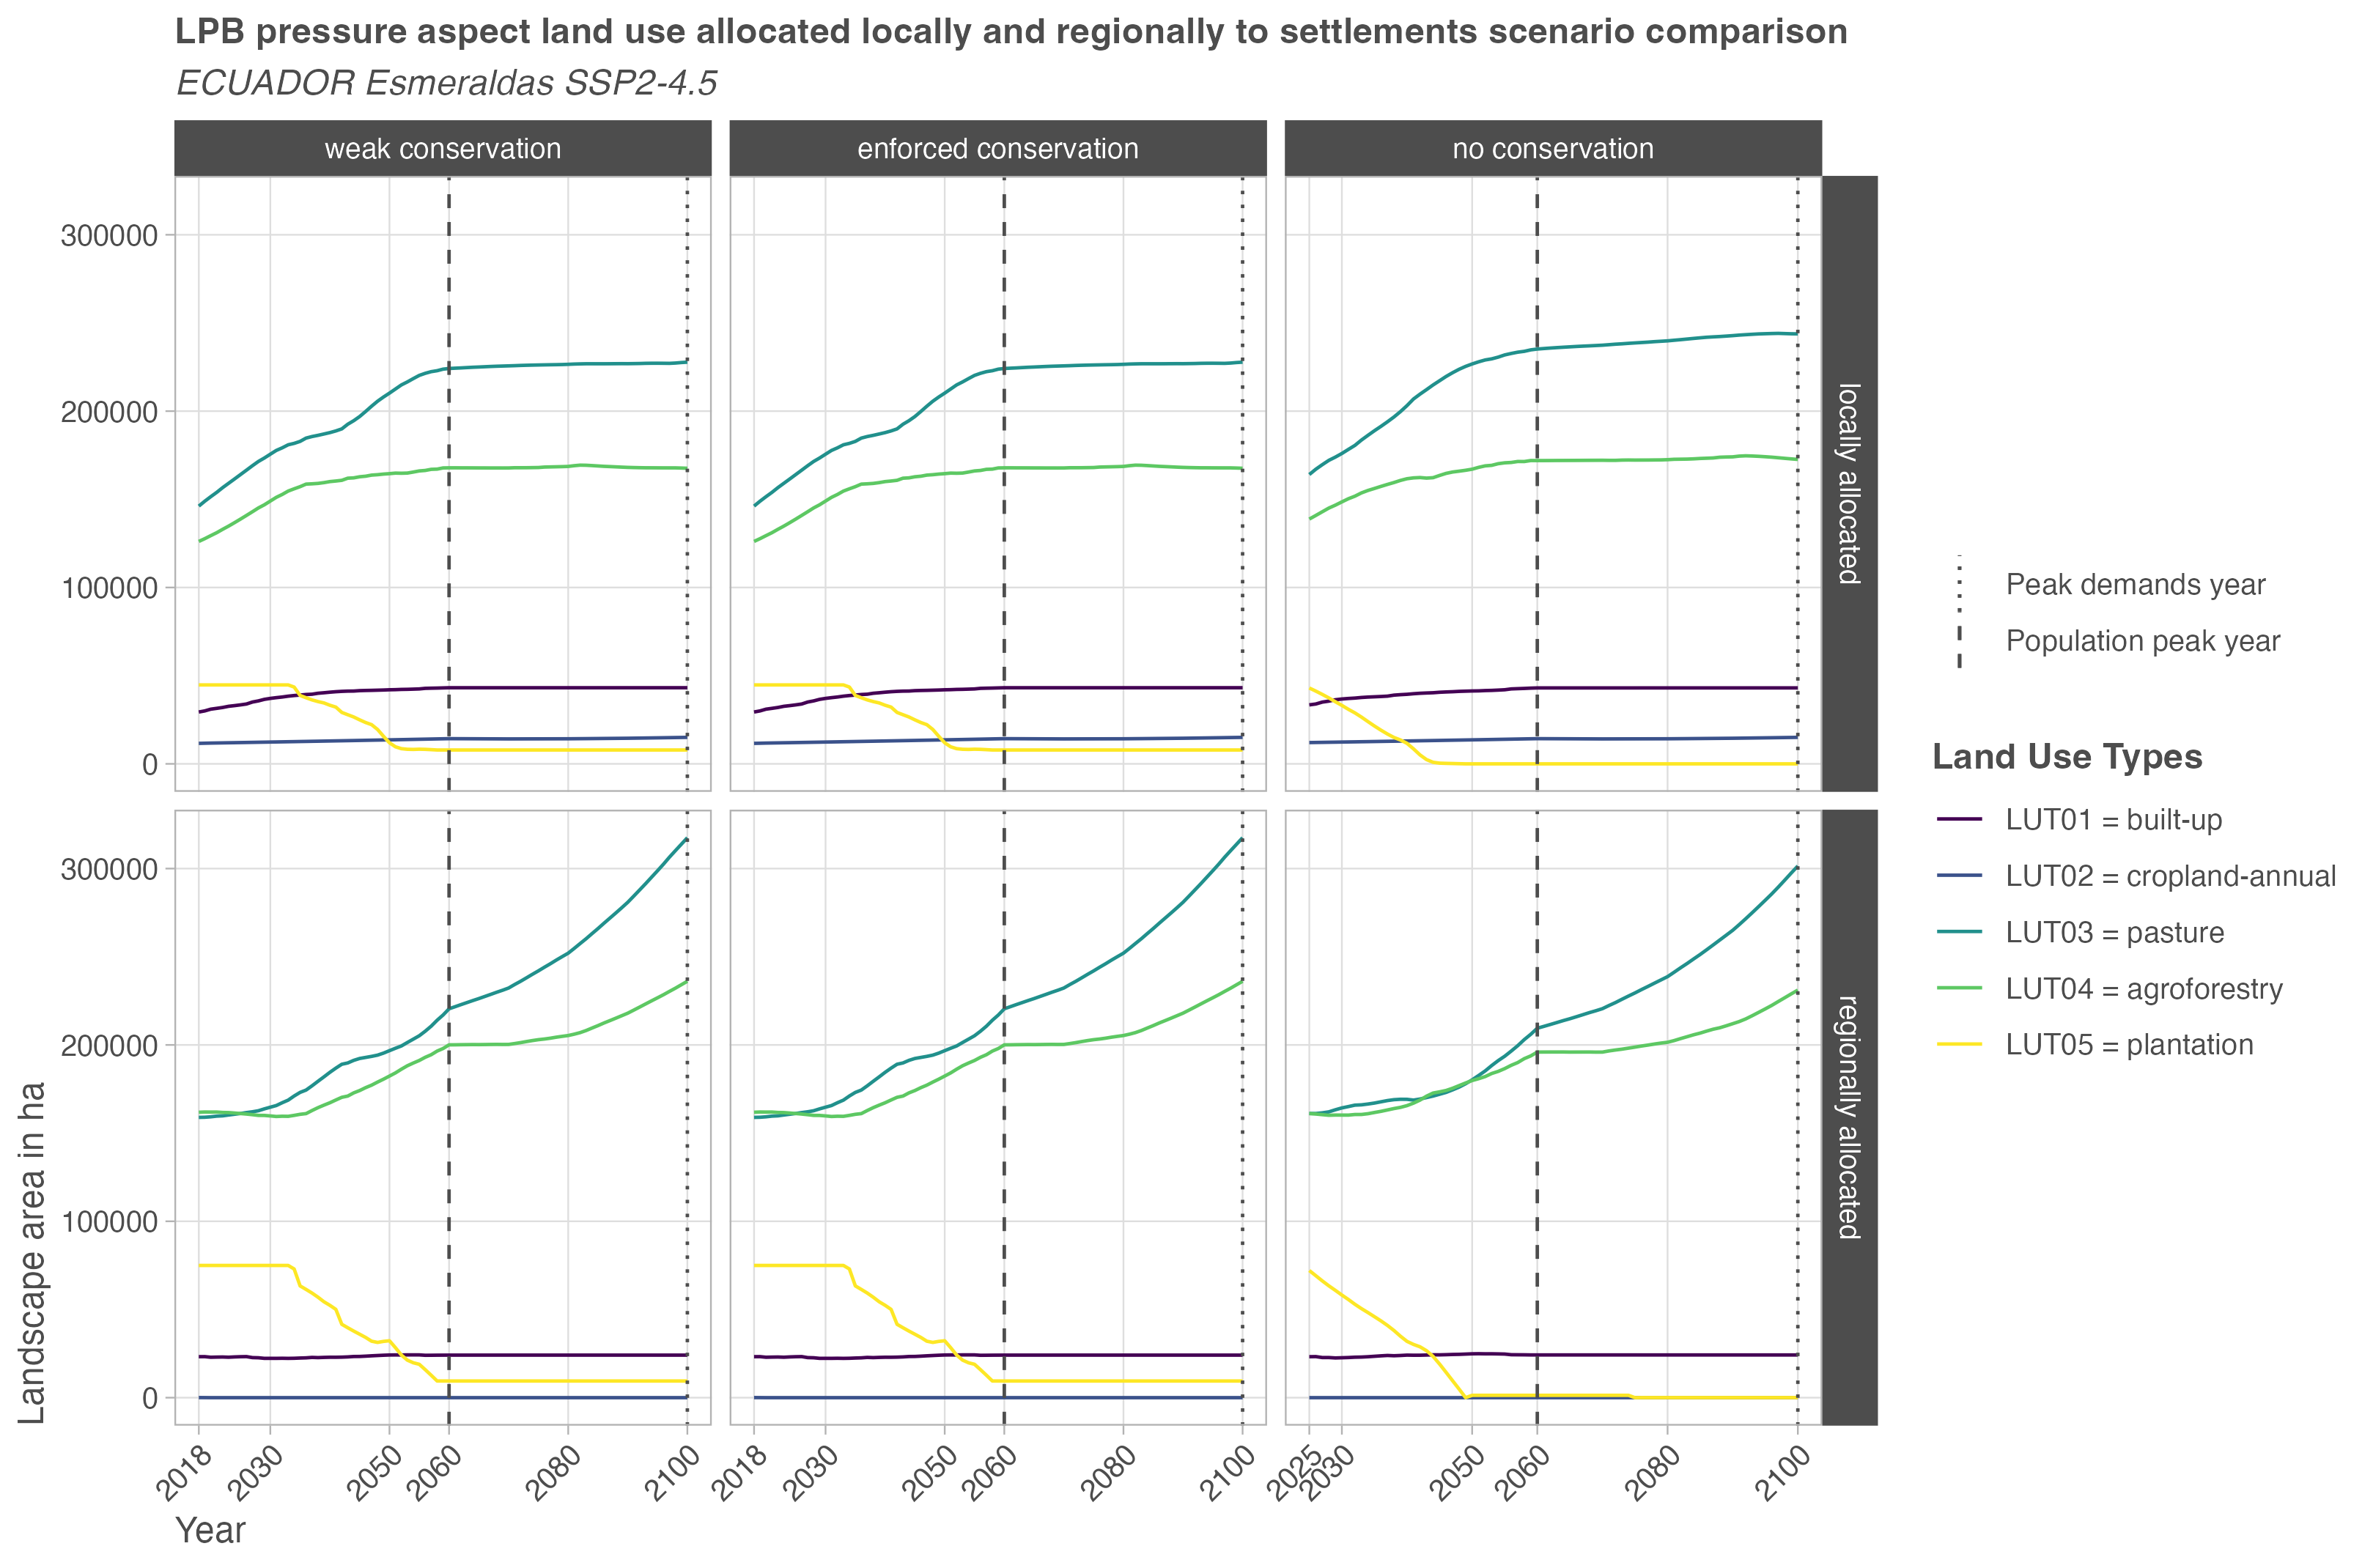 LPB pressure aspect land use allocated locally and regionally to settlements scenario comparison
ECUADOR Esmeraldas SSP2-4.5
weak conservation
enforced conservation
no conservation
300000
200000
100000
0
locally allocated
300000
200000
100000
0
regionally allocated
Landscape area in ha
2018
2030
2050
2060
2080
2100
2018
2030
2050
2060
2080
2100
2025
2030
2050
2060
2080
2100
Year
Peak demands year
Population peak year
Land Use Types
LUT01 = built-up
LUT02 = cropland-annual
LUT03 = pasture
LUT04 = agroforestry
LUT05 = plantation